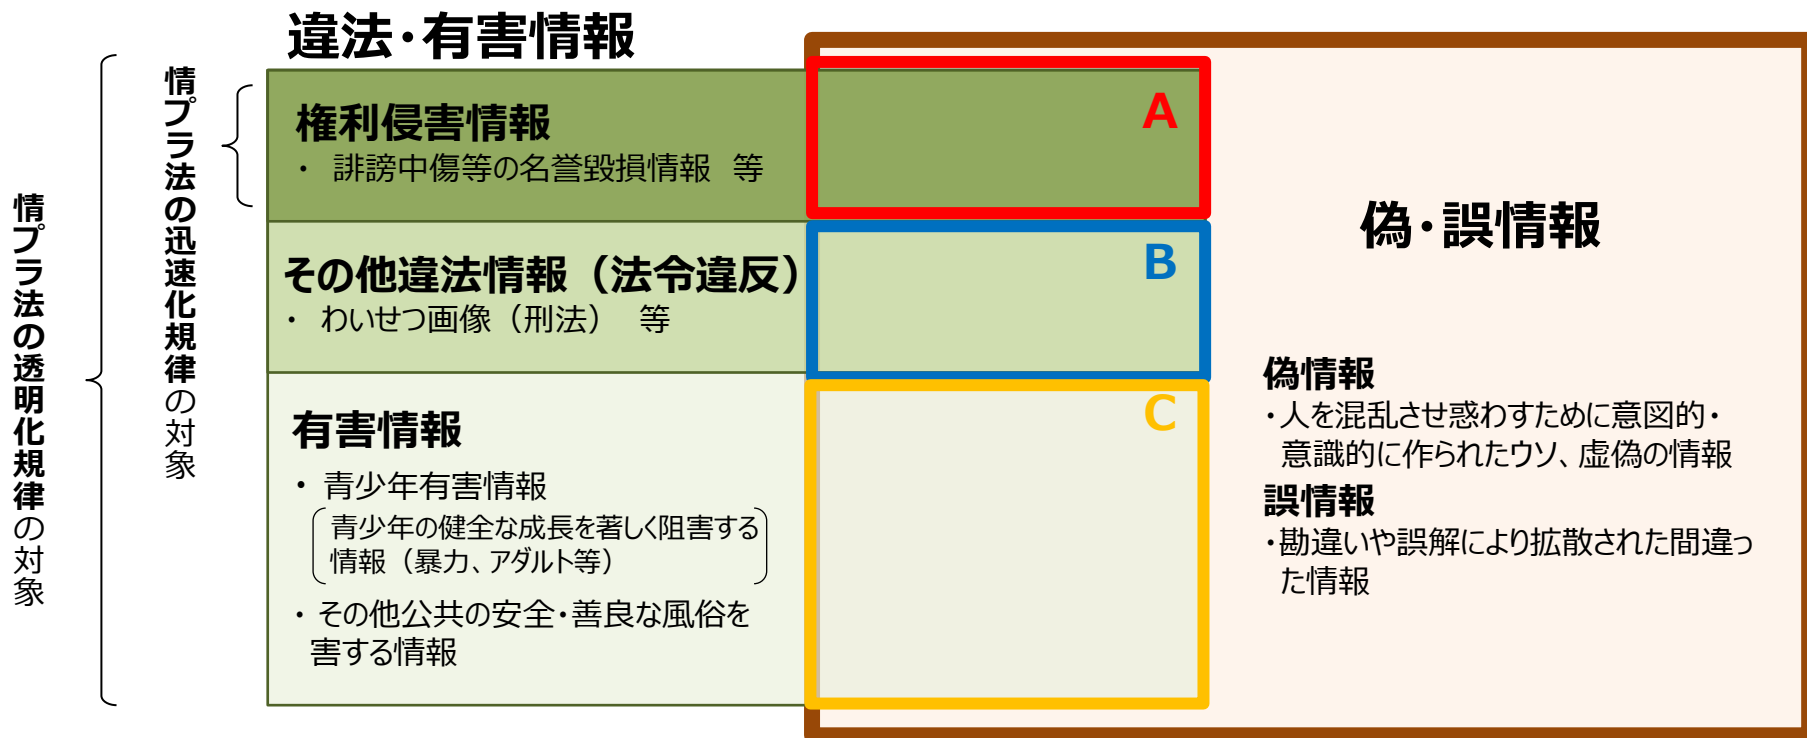 違法・有害情報
情プラ法の透明化規律の対象
情プラ法の迅速化規律の対象
権利侵害情報
・ 誹謗中傷等の名誉毀損情報 等
A
その他違法情報（法令違反）
・ わいせつ画像（刑法） 等
B
有害情報
・ 青少年有害情報
青少年の健全な成長を著しく阻害する
情報（暴力、アダルト等）
・ その他公共の安全・善良な風俗を
害する情報
C
偽・誤情報
偽情報
・人を混乱させ惑わすために意図的・
意識的に作られたウソ、虚偽の情報
誤情報
・勘違いや誤解により拡散された間違っ
た情報